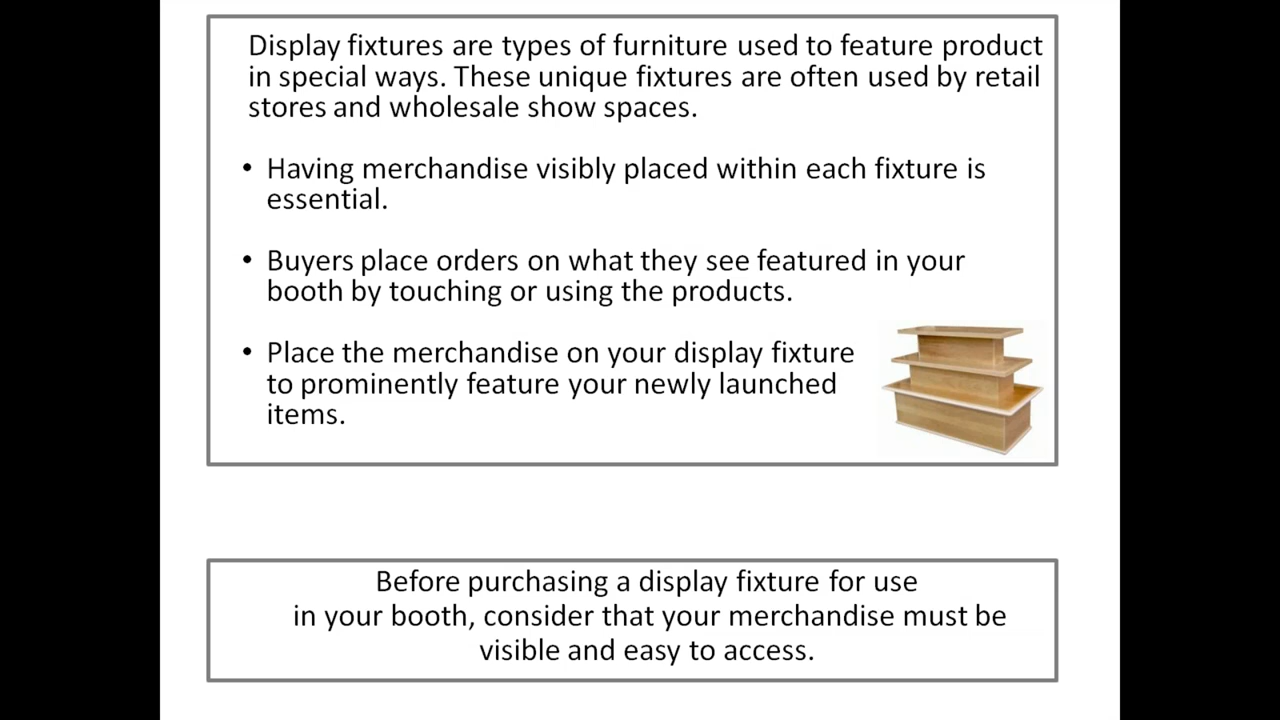 Display fixtures are types of furniture used to feature product
in special ways. These unique fixtures are often used by retail
stores and wholesale show spaces.
• Having merchandise visibly placed within each fixture is
essential.
• Buyers place orders on what they see featured in your
booth by touching or using the products.
• Place the merchandise on your display fixture
to prominently feature your newly launched
items.
Before purchasing a display fixture for use
in your booth, consider that your merchandise must be
visible and easy to access.